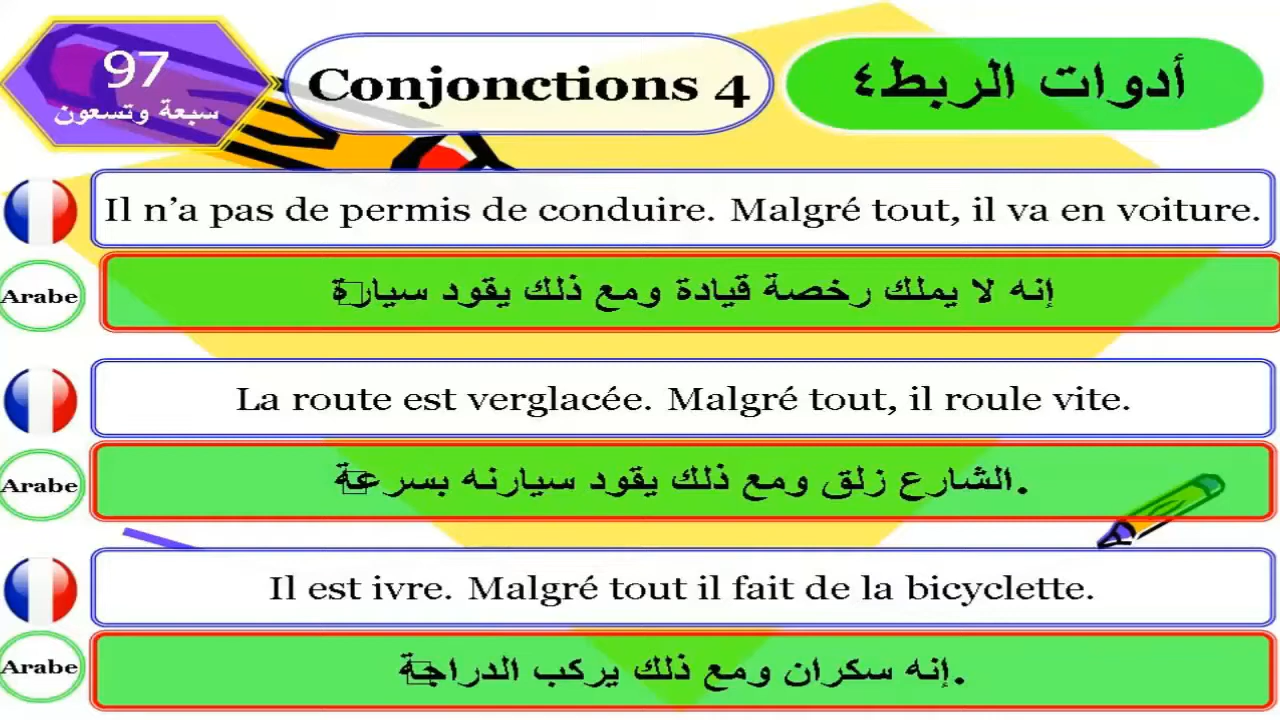 97
سبعة وتسعون
Conjonctions 4
أدوات الربط٤
Il n’a pas de permis de conduire. Malgré tout, il va en voiture.
Arabe
إنه لا يملك رخصة قيادة ومع ذلك يقود سيارة
La route est verglacée. Malgré tout, il roule vite.
Arabe
الشارع زلق ومع ذلك يقود سيارنه بسرعة.
Il est ivre. Malgré tout il fait de la bicyclette.
Arabe
إنه سكران ومع ذلك يركب الدراجة.